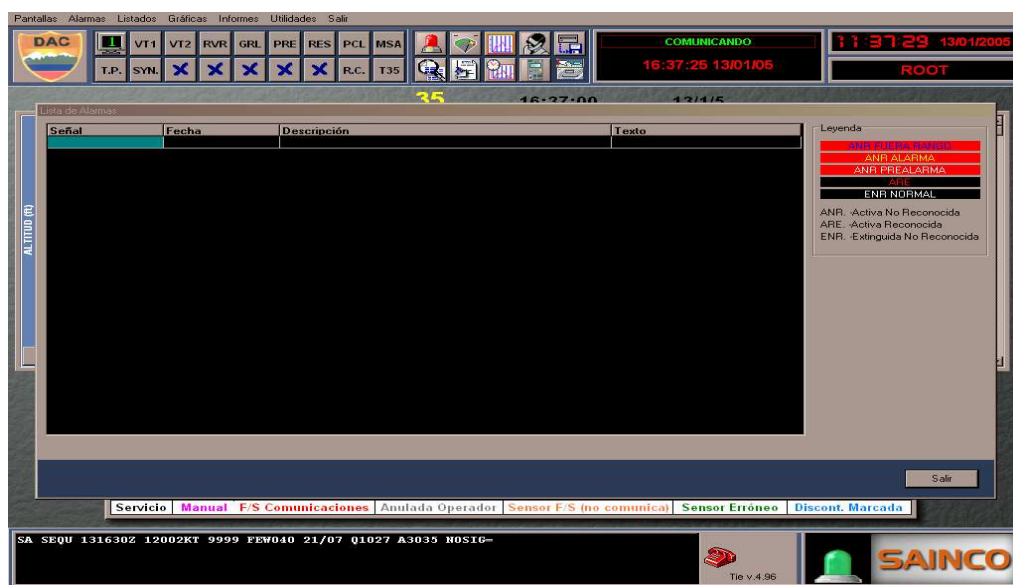 Pantallas Alarmas Listados Gráficas Informes Utilidades Salir
DAC 1 VT1 VT2 RVR GRL PRE RES PCL MSA
T.P. SYN. R.C. T35
COMUNICANDO
16:37:25 13/01/05
11:37:29 13/01/2005
ROOT
35 16:37:00 13/1/5
Lista de Alarmas
Señal Fecha Descripción Texto
Leyenda
ANR FUERA RANGO
ANR ALARMA
ANR PREALARMA
ARE
ENR NORMAL
ANR. -Activa No Reconocida
ARE. -Activa Reconocida
ENR. -Extinguida No Reconocida
ALTITUD (ft)
Salir
Servicio Manual F/S Comunicaciones Anulada Operador Sensor F/S (no comunica) Sensor Erróneo Discont. Marcada
SA SEQU 131630Z 12002KT 9999 FEW040 21/07 Q1027 A3035 NOSIG=
Tie v.4.96
SAINCO